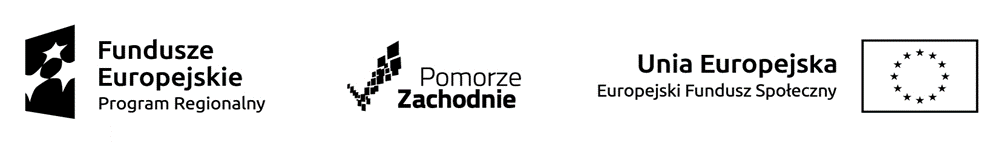 Fundusze
Europejskie
Program Regionalny
Pomorze
Zachodnie
Unia Europejska
Europejski Fundusz Społeczny